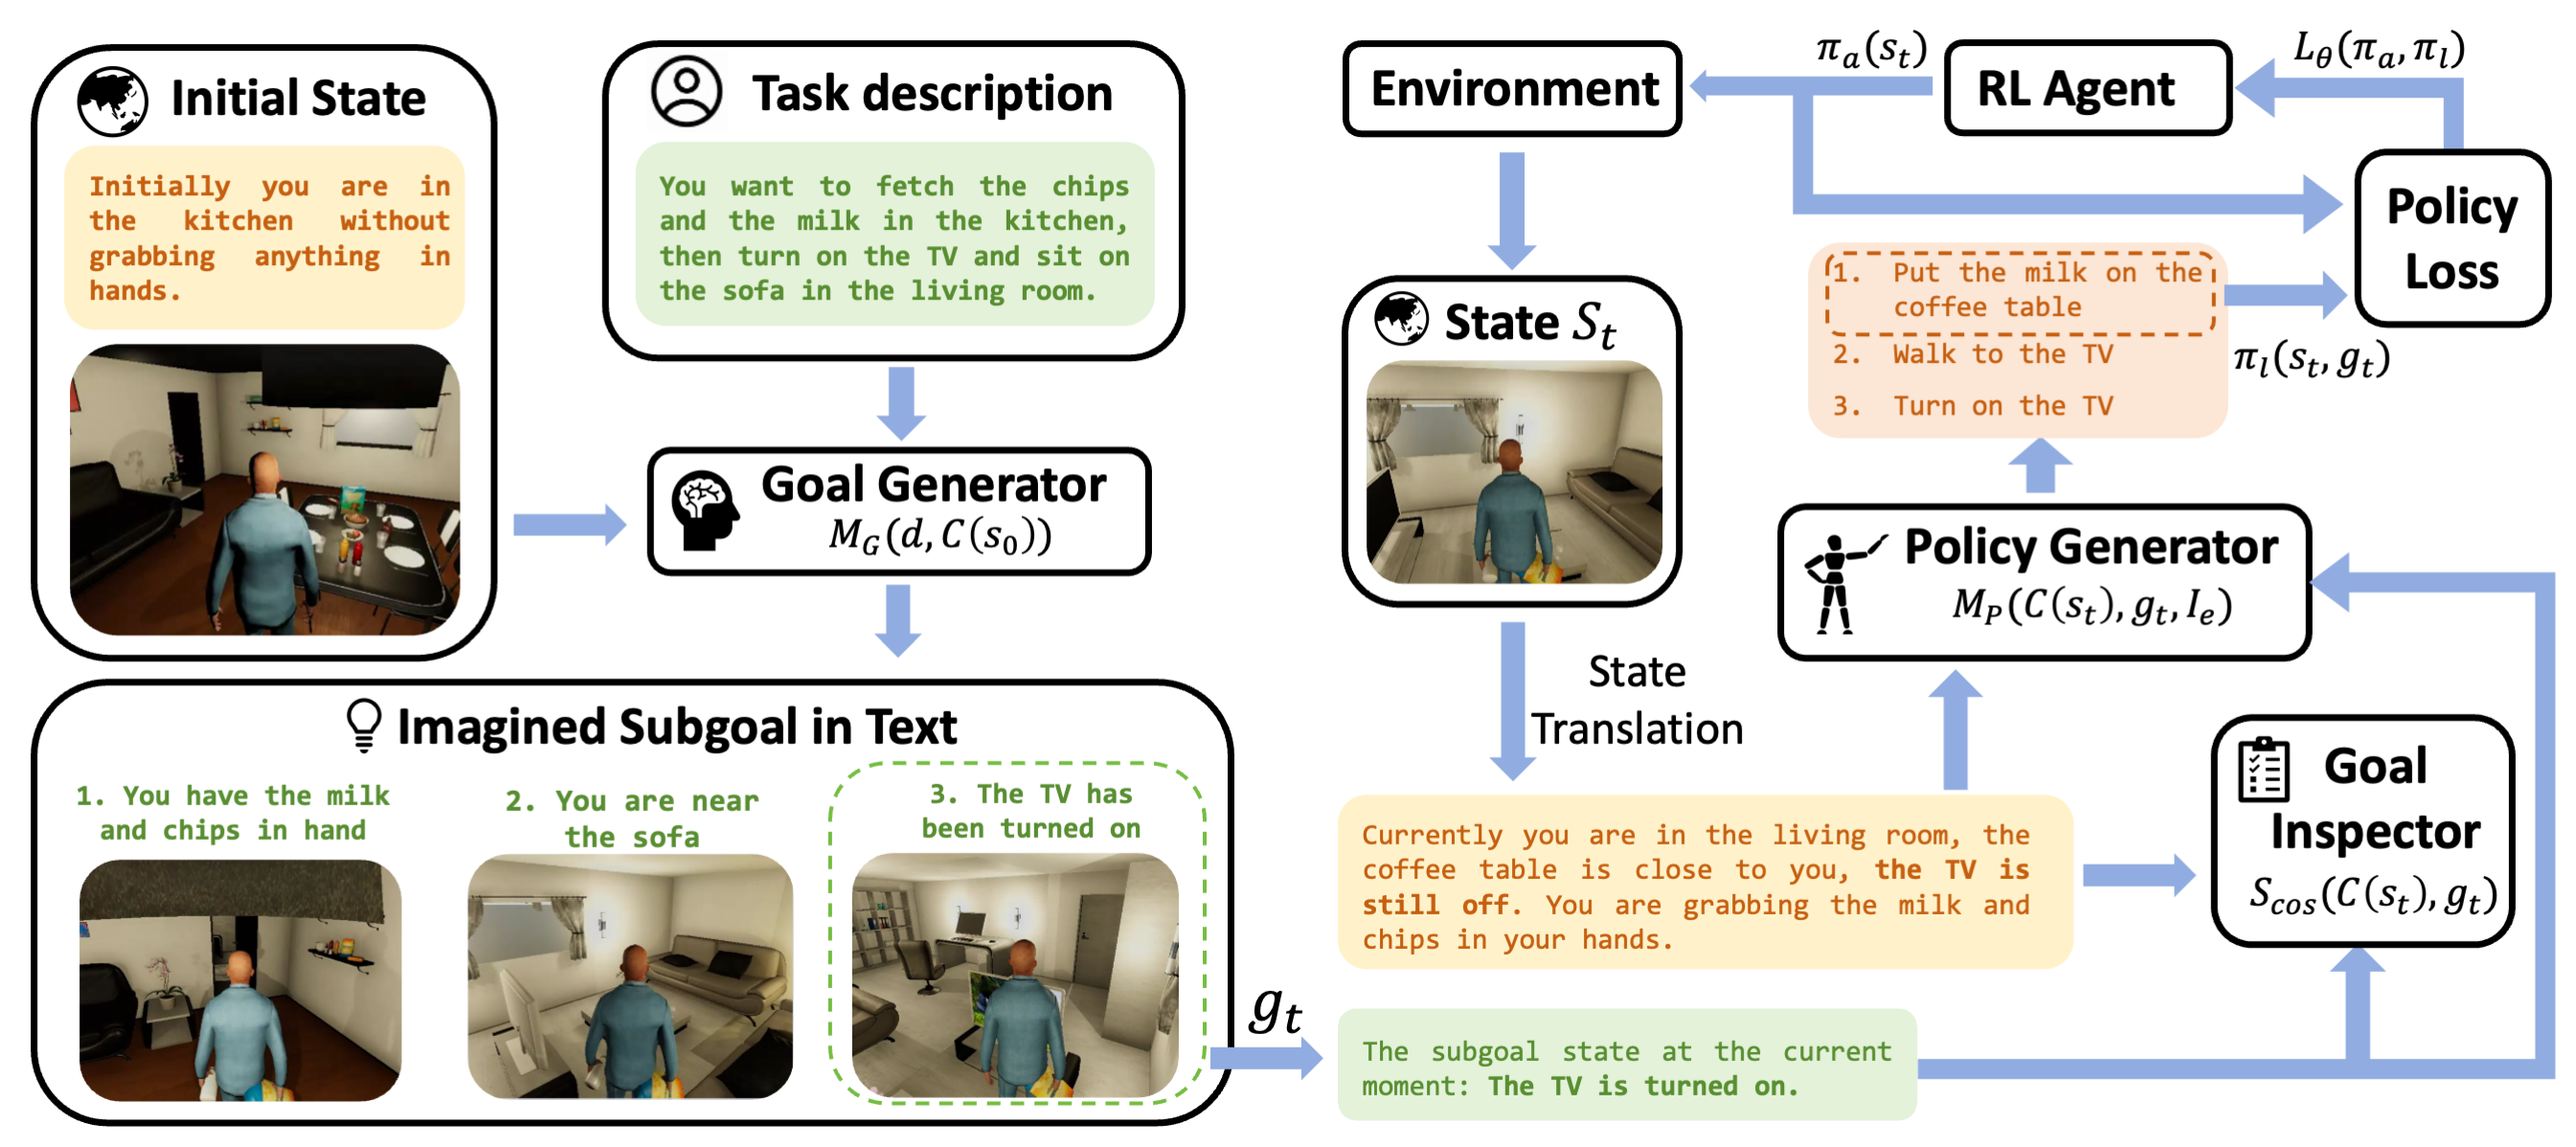 Initial State
Initially you are in
the kitchen without
grabbing anything in
hands.
Task description
You want to fetch the chips
and the milk in the kitchen,
then turn on the TV and sit on
the sofa in the living room.
Goal Generator
M_G(d, C(s_0))
Imagined Subgoal in Text
1. You have the milk
and chips in hand
2. You are near
the sofa
3. The TV has
been turned on
g_t
Environment
π_a(s_t)
RL Agent
L_θ(π_a, π_l)
Policy
Loss
State S_t
1. Put the milk on the
coffee table
2. Walk to the TV
3. Turn on the TV
π_l(s_t, g_t)
Policy Generator
M_P(C(s_t), g_t, I_e)
State
Translation
Currently you are in the living room, the
coffee table is close to you, the TV is
still off. You are grabbing the milk and
chips in your hands.
Goal
Inspector
S_cos(C(s_t), g_t)
The subgoal state at the current
moment: The TV is turned on.